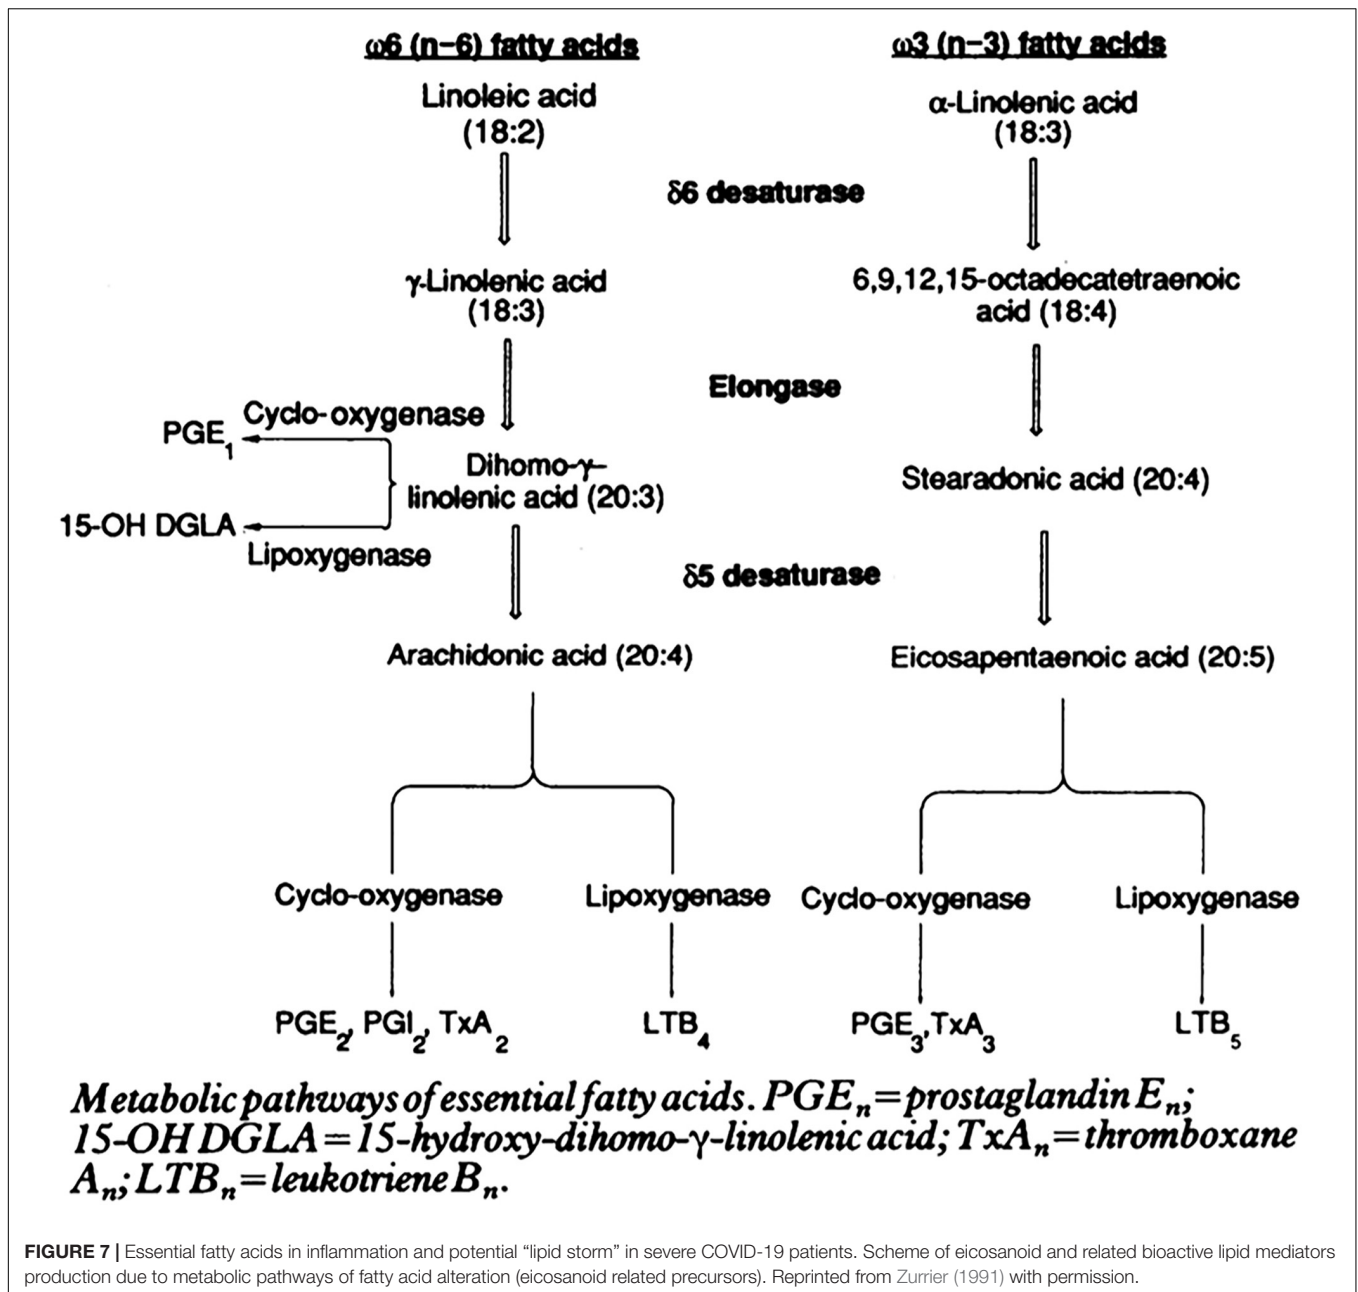 ω6 (n-6) fatty acids
ω3 (n-3) fatty acids
Linoleic acid
(18:2)
α-Linolenic acid
(18:3)
δ6 desaturase
γ-Linolenic acid
(18:3)
6,9,12,15-octadecatetraenoic
acid (18:4)
Elongase
Cyclo-oxygenase
PGE1
Dihomo-γ-
linolenic acid (20:3)
15-OH DGLA
Lipoxygenase
Stearadonic acid (20:4)
δ5 desaturase
Arachidonic acid (20:4)
Eicosapentaenoic acid (20:5)
Cyclo-oxygenase
Lipoxygenase
Cyclo-oxygenase
Lipoxygenase
PGE2, PGI2, TxA2
LTB4
PGE3, TxA3
LTB5
Metabolic pathways of essential fatty acids. PGEn=prostaglandin En;
15-OH DGLA=15-hydroxy-dihomo-γ-linolenic acid; TxAn=thromboxane
An; LTBn=leukotriene Bn.
FIGURE 7 | Essential fatty acids in inflammation and potential “lipid storm” in severe COVID-19 patients. Scheme of eicosanoid and related bioactive lipid mediators
production due to metabolic pathways of fatty acid alteration (eicosanoid related precursors). Reprinted from Zurrier (1991) with permission.